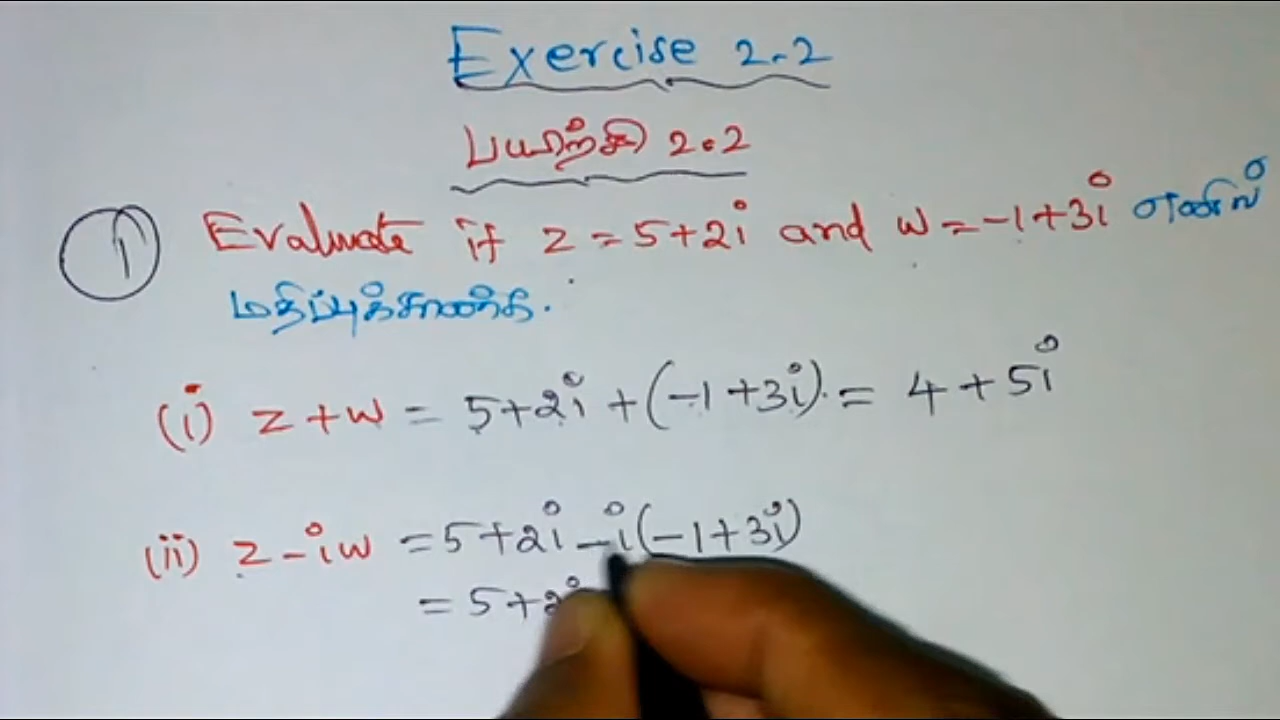 Exercise 2.2
பயிற்சி 2.2
(1) Evaluate if z = 5+2i and w = -1+3i எனில்
மதிப்புக்காண்க.
(i) z+w = 5+2i + (-1+3i) = 4+5i
(ii) z-iw = 5+2i-i(-1+3i)
= 5+2i